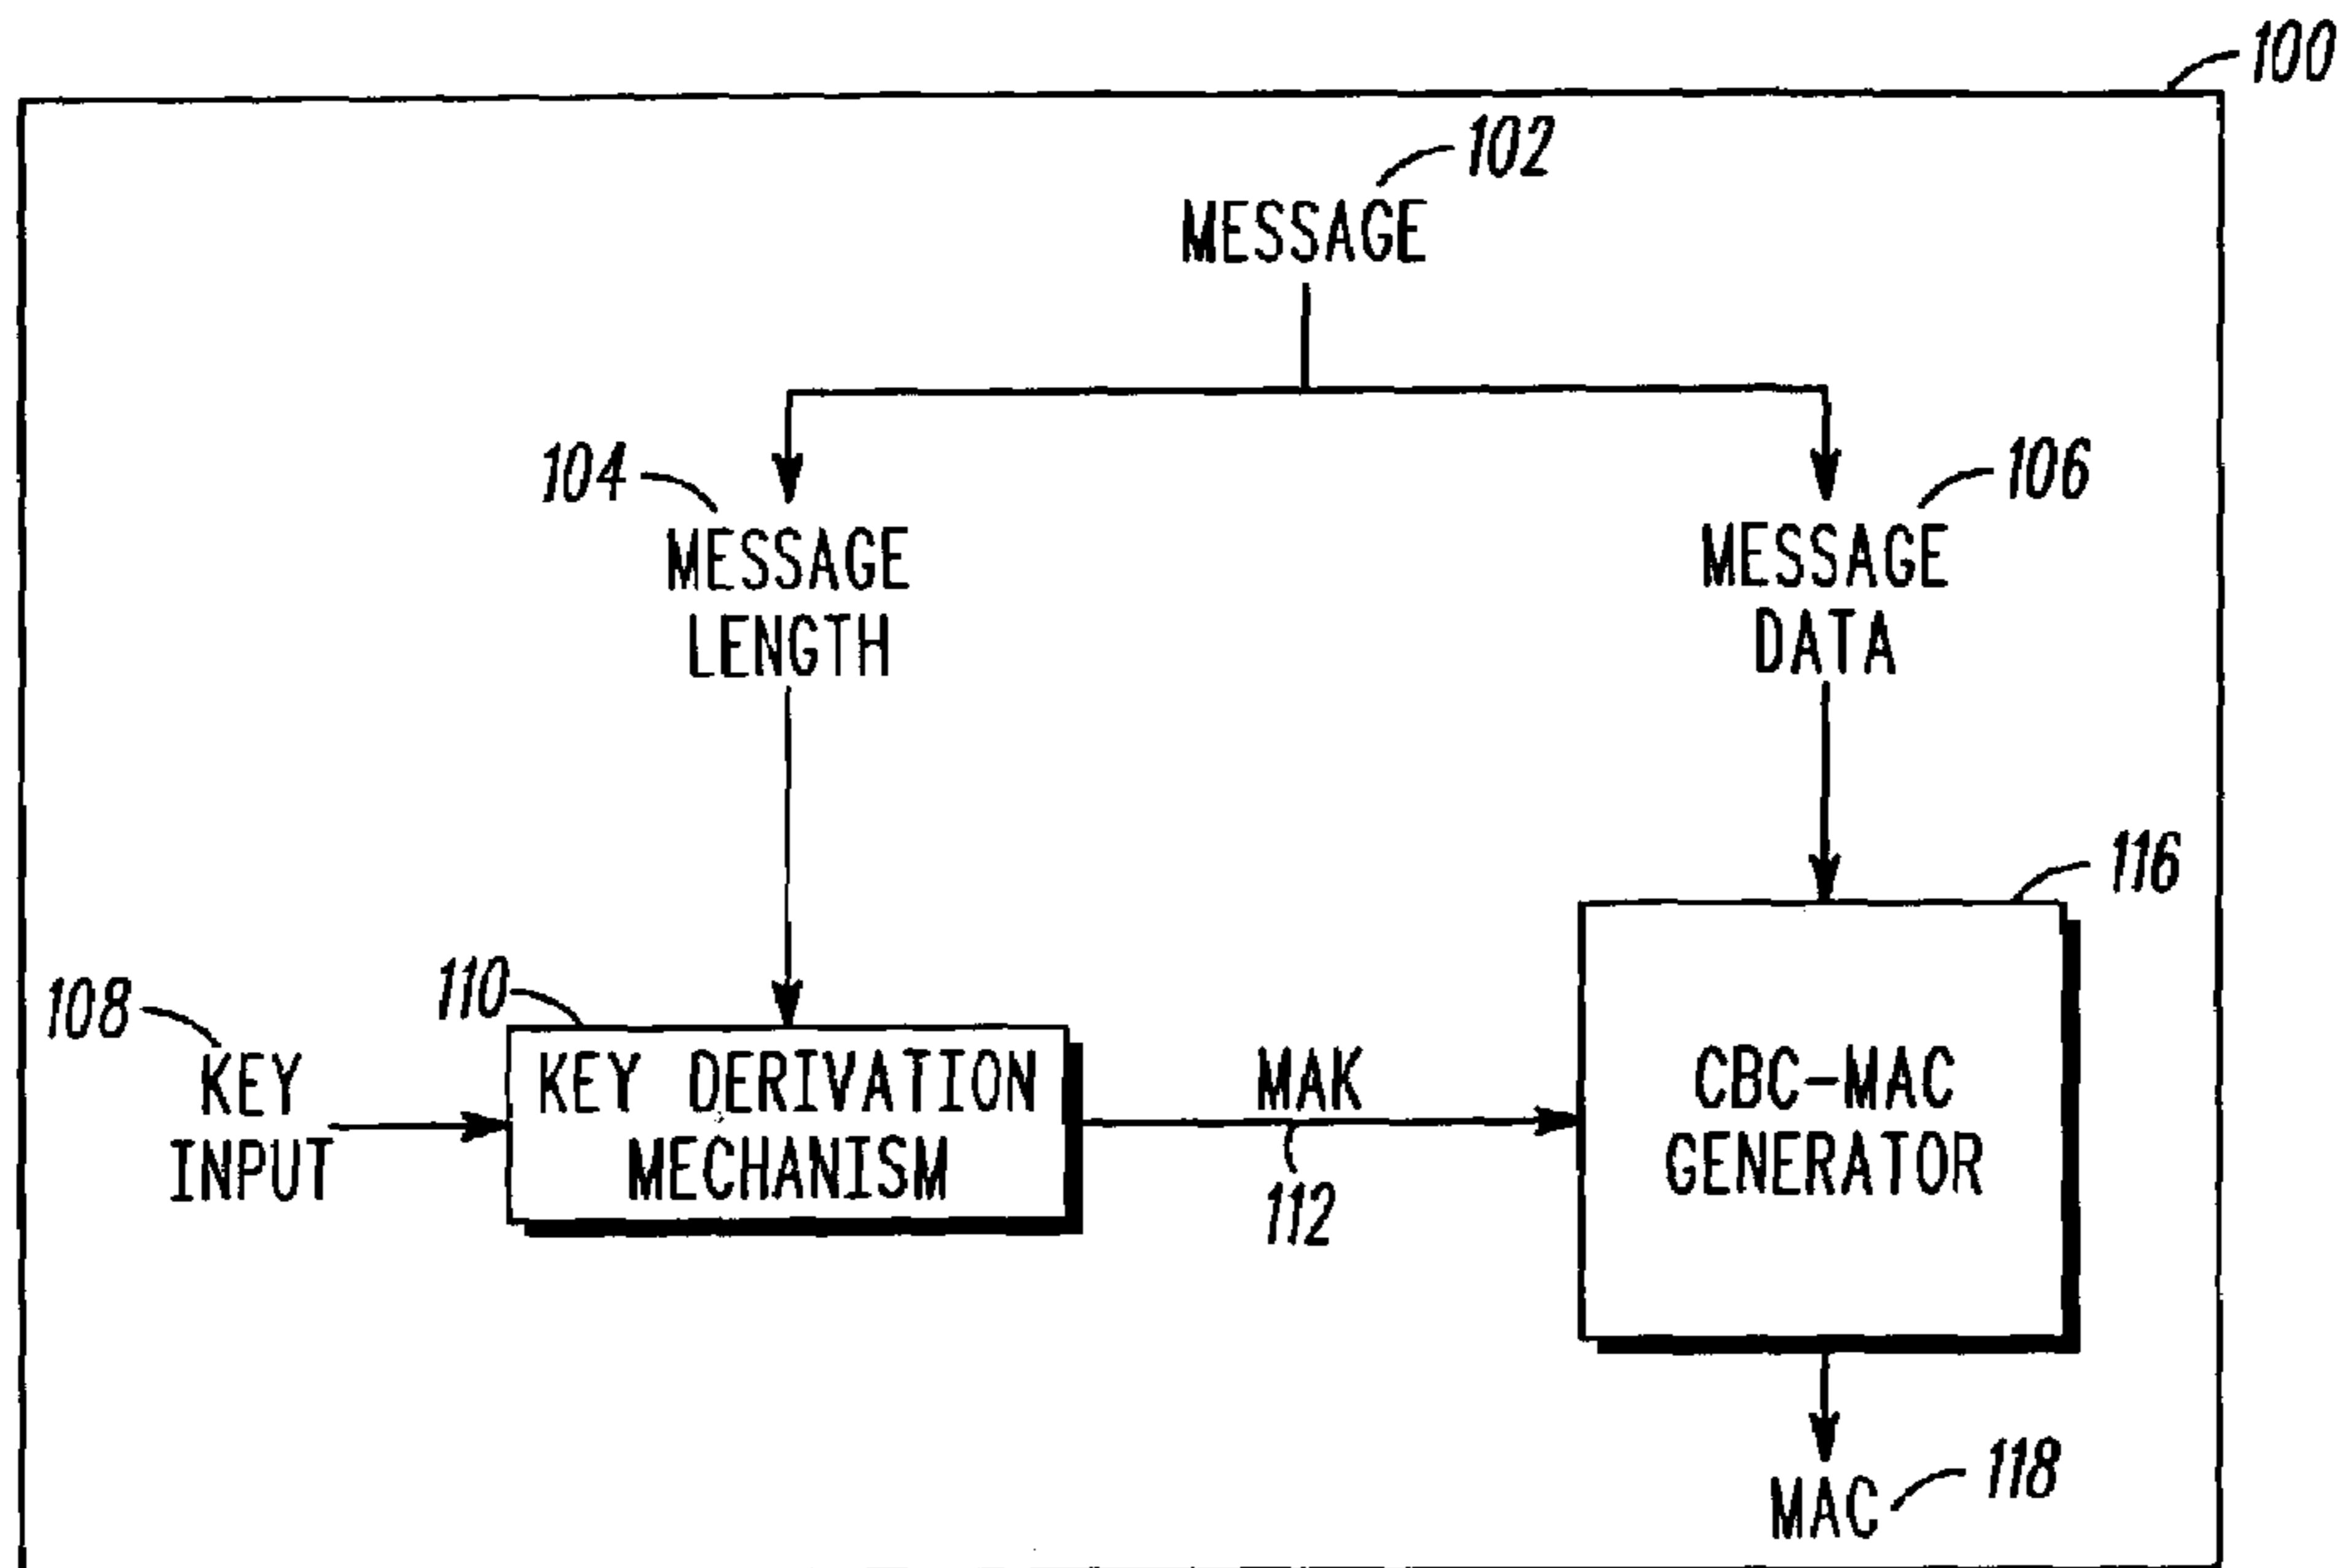 100
102
MESSAGE
104
106
MESSAGE
LENGTH
MESSAGE
DATA
116
108
110
KEY
INPUT
KEY DERIVATION
MECHANISM
MAK
112
CBC-MAC
GENERATOR
118
MAC